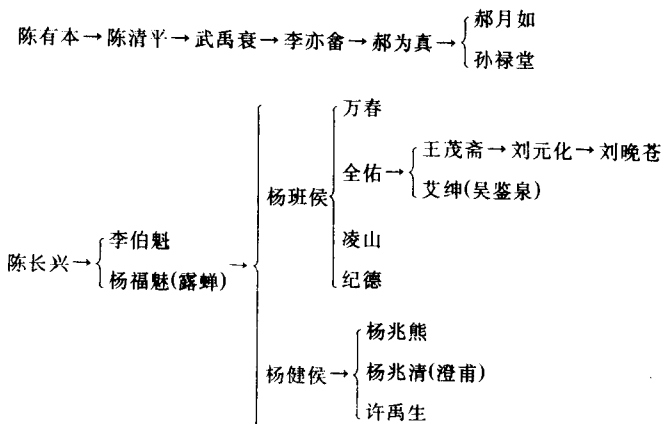 陈有本→陈清平→武禹衰→李亦畲→郝为真→
郝月如
孙禄堂
陈长兴→
李伯魁
杨福魅(露蝉)
→
杨班侯
万春
全佑→
王茂斋→刘元化→刘晚苍
艾绅(吴鉴泉)
凌山
纪德
杨健侯→
杨兆熊
杨兆清(澄甫)
许禹生